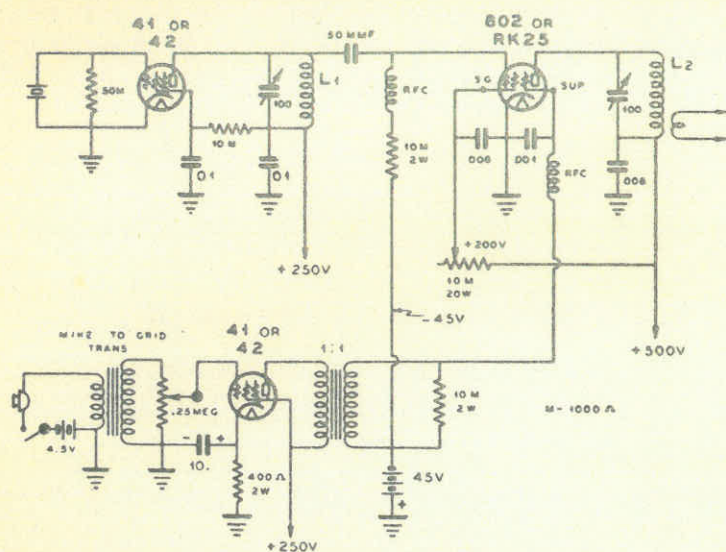 41 OR
42
50 MMF
802 OR
RK25
50M
L1
RFC
SG
SUP
L2
100
100
10 M
.01
.01
10 M
2W
.006
.001
RFC
.006
+200V
10 M
20W
+250V
-45V
+500V
MIKE TO GRID
TRANS
41 OR
42
1:1
.25 MEG
10 M
2W
M-1000 Ω
4.5V
10.
400 Ω
2W
45V
+250V